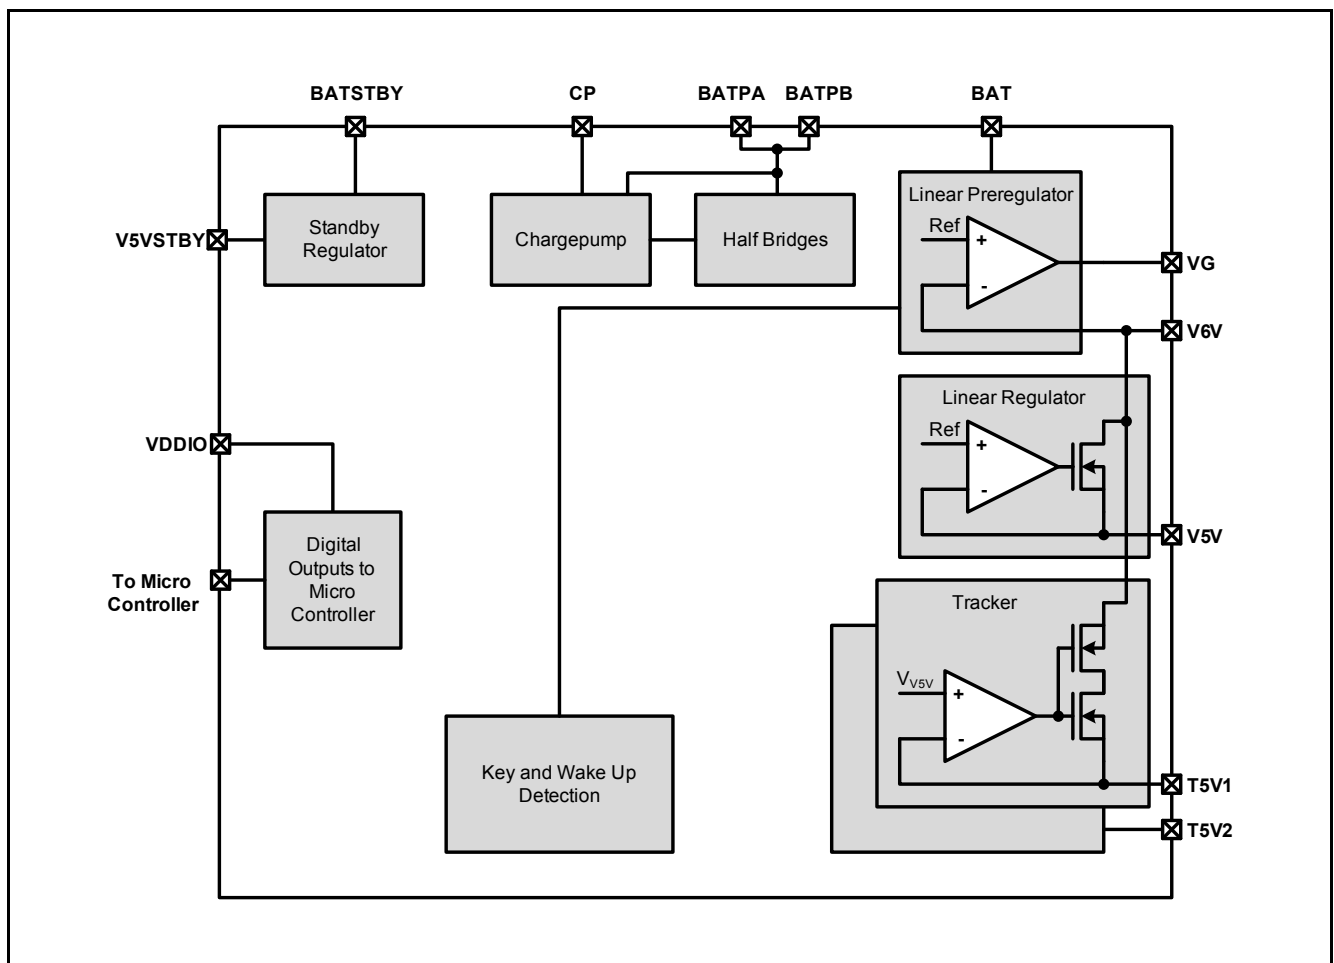 BATSTBY
CP
BATPA
BATPB
BAT
V5VSTBY
Standby
Regulator
Chargepump
Half Bridges
Linear Preregulator
Ref
+
-
VG
V6V
Linear Regulator
Ref
+
-
V5V
VDDIO
Digital
Outputs to
Micro
Controller
To Micro
Controller
Tracker
VV5V
+
-
T5V1
T5V2
Key and Wake Up
Detection